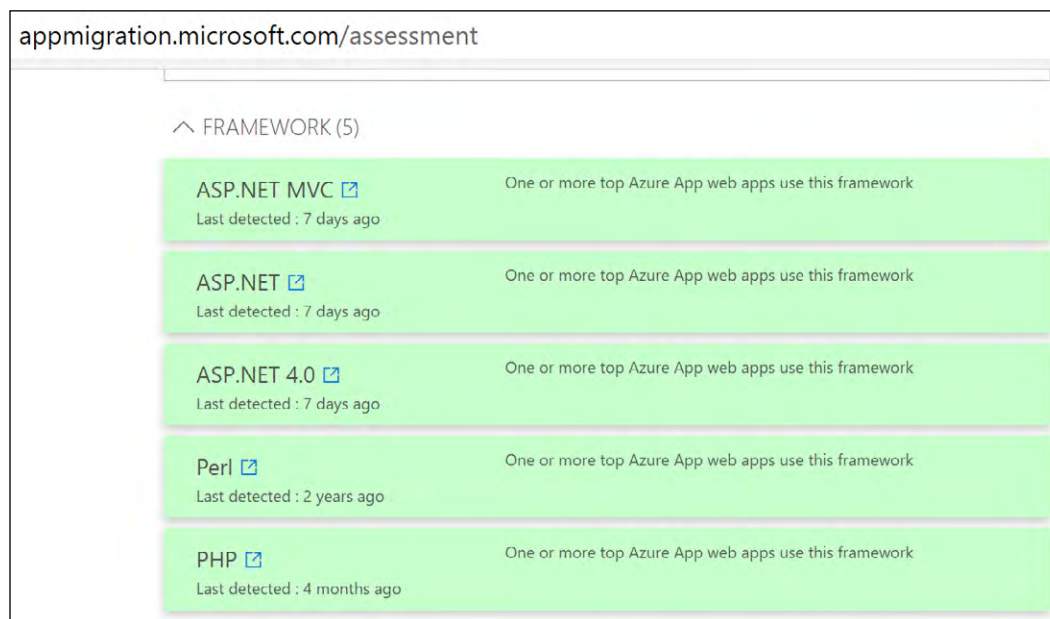 appmigration.microsoft.com/assessment
FRAMEWORK (5)
ASP.NET MVC
One or more top Azure App web apps use this framework
Last detected : 7 days ago
ASP.NET
One or more top Azure App web apps use this framework
Last detected : 7 days ago
ASP.NET 4.0
One or more top Azure App web apps use this framework
Last detected : 7 days ago
Perl
One or more top Azure App web apps use this framework
Last detected : 2 years ago
PHP
One or more top Azure App web apps use this framework
Last detected : 4 months ago